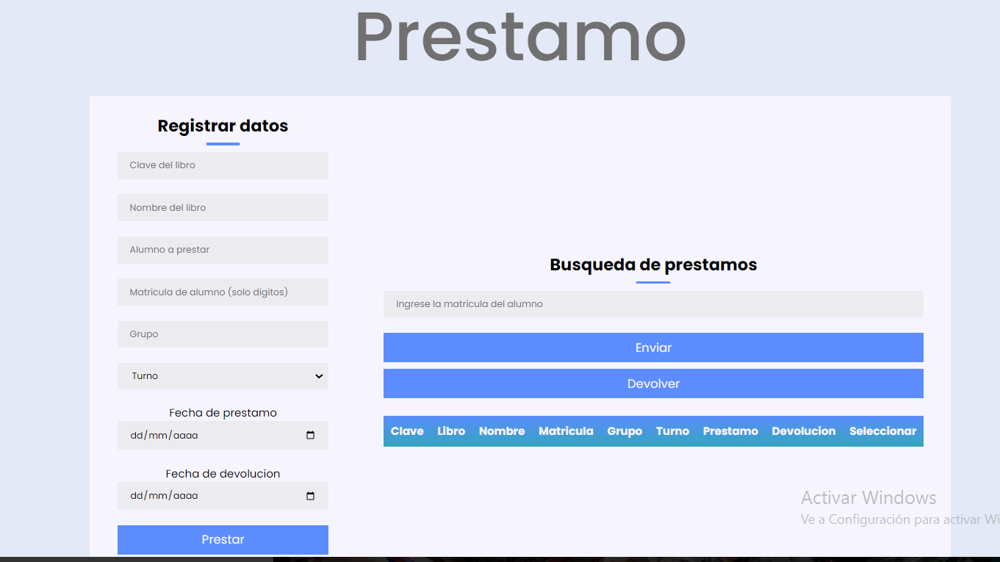 Prestamo
Registrar datos
Clave del libro
Nombre del libro
Alumno a prestar
Matricula de alumno (solo digitos)
Grupo
Turno
Fecha de prestamo
dd/mm/aaaa
Fecha de devolucion
dd/mm/aaaa
Prestar
Busqueda de prestamos
Ingrese la matricula del alumno
Enviar
Devolver
Clave Libro Nombre Matricula Grupo Turno Prestamo Devolucion Seleccionar
Activar Windows
Ve a Configuración para activar Wi